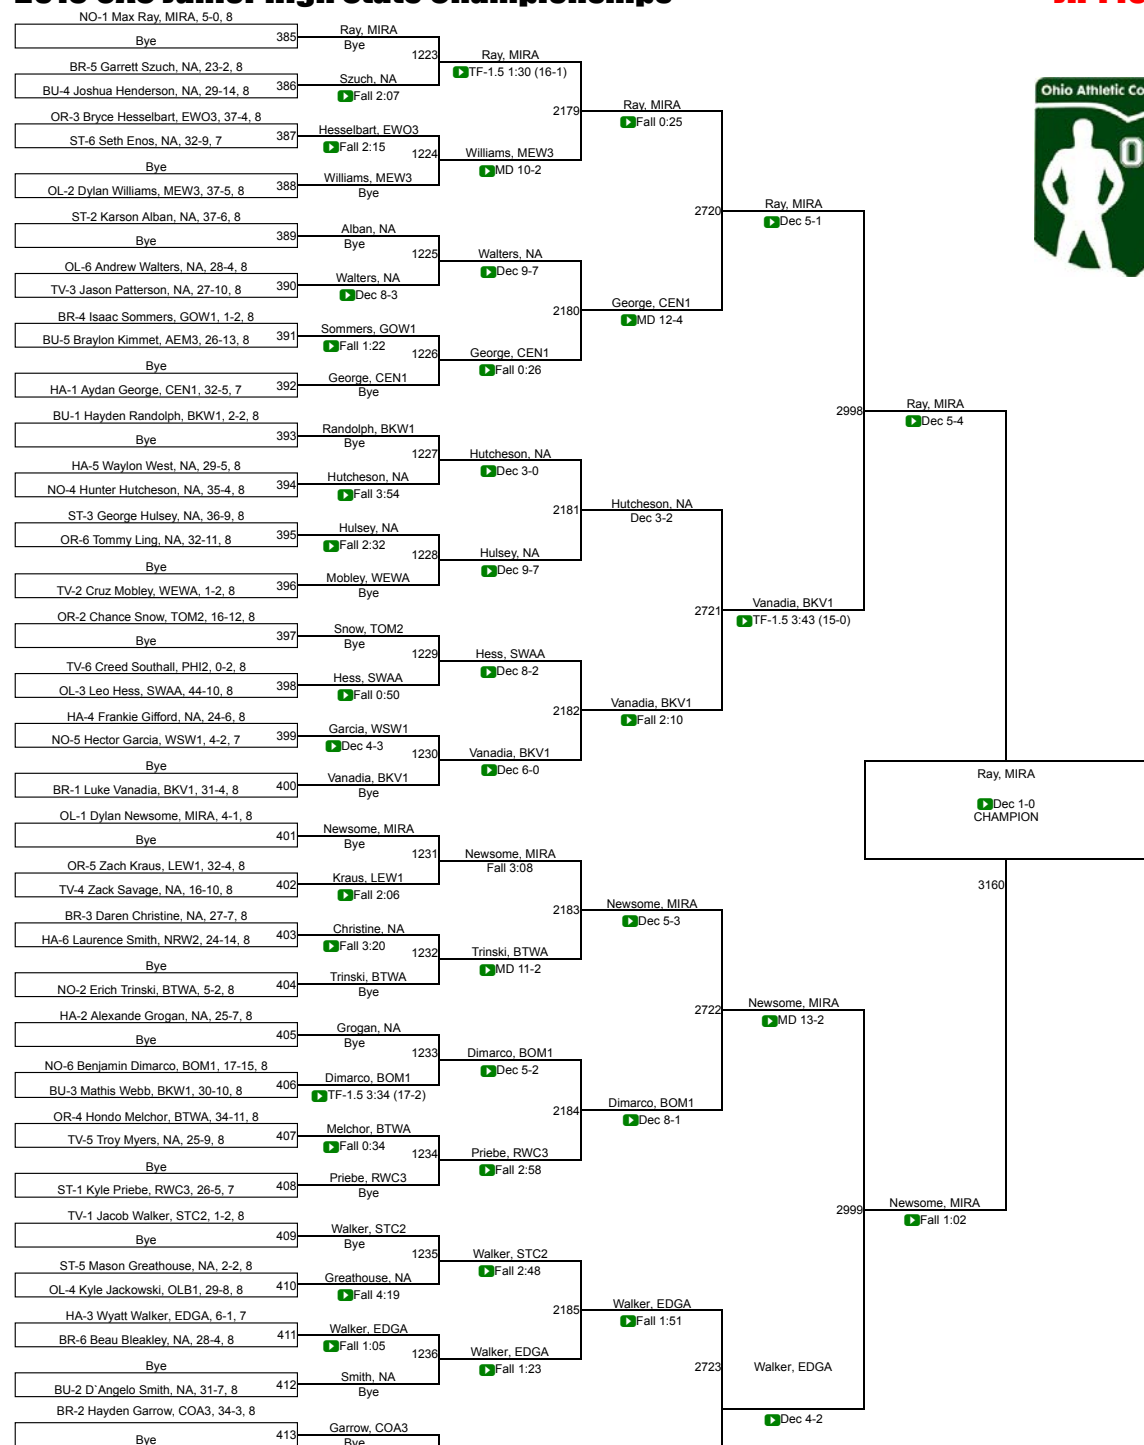 NO-1 Max Ray, MIRA, 5-0, 8
385
Bye
BR-5 Garrett Szuch, NA, 23-2, 8
386
BU-4 Joshua Henderson, NA, 29-14, 8
OR-3 Bryce Hesselbart, EWO3, 37-4, 8
387
ST-6 Seth Enos, NA, 32-9, 7
Bye
388
OL-2 Dylan Williams, MEW3, 37-5, 8
ST-2 Karson Alban, NA, 37-6, 8
389
Bye
OL-6 Andrew Walters, NA, 28-4, 8
390
TV-3 Jason Patterson, NA, 27-10, 8
BR-4 Isaac Sommers, GOW1, 1-2, 8
391
BU-5 Braylon Kimmet, AEM3, 26-13, 8
Bye
392
HA-1 Aydan George, CEN1, 32-5, 7
BU-1 Hayden Randolph, BKW1, 2-2, 8
393
Bye
HA-5 Waylon West, NA, 29-5, 8
394
NO-4 Hunter Hutcheson, NA, 35-4, 8
ST-3 George Hulsey, NA, 36-9, 8
395
OR-6 Tommy Ling, NA, 32-11, 8
Bye
396
TV-2 Cruz Mobley, WEWA, 1-2, 8
OR-2 Chance Snow, TOM2, 16-12, 8
397
Bye
TV-6 Creed Southall, PHI2, 0-2, 8
398
OL-3 Leo Hess, SWAA, 44-10, 8
HA-4 Frankie Gifford, NA, 24-6, 8
399
NO-5 Hector Garcia, WSW1, 4-2, 7
Bye
400
BR-1 Luke Vanadia, BKV1, 31-4, 8
OL-1 Dylan Newsome, MIRA, 4-1, 8
401
Bye
OR-5 Zach Kraus, LEW1, 32-4, 8
402
TV-4 Zack Savage, NA, 16-10, 8
BR-3 Daren Christine, NA, 27-7, 8
403
HA-6 Laurence Smith, NRW2, 24-14, 8
Bye
404
NO-2 Erich Trinski, BTWA, 5-2, 8
HA-2 Alexande Grogan, NA, 25-7, 8
405
Bye
NO-6 Benjamin Dimarco, BOM1, 17-15, 8
406
BU-3 Mathis Webb, BKW1, 30-10, 8
OR-4 Hondo Melchor, BTWA, 34-11, 8
407
TV-5 Troy Myers, NA, 25-9, 8
Bye
408
ST-1 Kyle Priebe, RWC3, 26-5, 7
TV-1 Jacob Walker, STC2, 1-2, 8
409
Bye
ST-5 Mason Greathouse, NA, 2-2, 8
410
OL-4 Kyle Jackowski, OLB1, 29-8, 8
HA-3 Wyatt Walker, EDGA, 6-1, 7
411
BR-6 Beau Bleakley, NA, 28-4, 8
Bye
412
BU-2 D`Angelo Smith, NA, 31-7, 8
BR-2 Hayden Garrow, COA3, 34-3, 8
413
Bye
Ray, MIRA
Bye
1223
Szuch, NA
Fall 2:07
Hesselbart, EWO3
Fall 2:15
1224
Williams, MEW3
Bye
Alban, NA
Bye
1225
Walters, NA
Dec 8-3
Sommers, GOW1
Fall 1:22
1226
George, CEN1
Bye
Randolph, BKW1
Bye
1227
Hutcheson, NA
Fall 3:54
Hulsey, NA
Fall 2:32
1228
Mobley, WEWA
Bye
Snow, TOM2
Bye
1229
Hess, SWAA
Fall 0:50
Garcia, WSW1
Dec 4-3
1230
Vanadia, BKV1
Bye
Newsome, MIRA
Bye
1231
Kraus, LEW1
Fall 2:06
Christine, NA
Fall 3:20
1232
Trinski, BTWA
Bye
Grogan, NA
Bye
1233
Dimarco, BOM1
TF-1.5 3:34 (17-2)
Melchor, BTWA
Fall 0:34
1234
Priebe, RWC3
Bye
Walker, STC2
Bye
1235
Greathouse, NA
Fall 4:19
Walker, EDGA
Fall 1:05
1236
Smith, NA
Bye
Garrow, COA3
Bye
Ray, MIRA
TF-1.5 1:30 (16-1)
2179
Williams, MEW3
MD 10-2
Walters, NA
Dec 9-7
2180
George, CEN1
Fall 0:26
Hutcheson, NA
Dec 3-0
2181
Hulsey, NA
Dec 9-7
Hess, SWAA
Dec 8-2
2182
Vanadia, BKV1
Dec 6-0
Newsome, MIRA
Fall 3:08
2183
Trinski, BTWA
MD 11-2
Dimarco, BOM1
Dec 5-2
2184
Priebe, RWC3
Fall 2:58
Walker, STC2
Fall 2:48
2185
Walker, EDGA
Fall 1:23
Ray, MIRA
Fall 0:25
2720
George, CEN1
MD 12-4
Hutcheson, NA
Dec 3-2
2721
Vanadia, BKV1
Fall 2:10
Newsome, MIRA
Dec 5-3
2722
Dimarco, BOM1
Dec 8-1
Walker, EDGA
Fall 1:51
2723
Ray, MIRA
Dec 5-1
2998
Vanadia, BKV1
TF-1.5 3:43 (15-0)
Newsome, MIRA
MD 13-2
2999
Walker, EDGA
Dec 4-2
Ray, MIRA
Dec 5-4
Newsome, MIRA
Fall 1:02
Ray, MIRA
Dec 1-0
CHAMPION
3160
Ohio Athletic Co
O